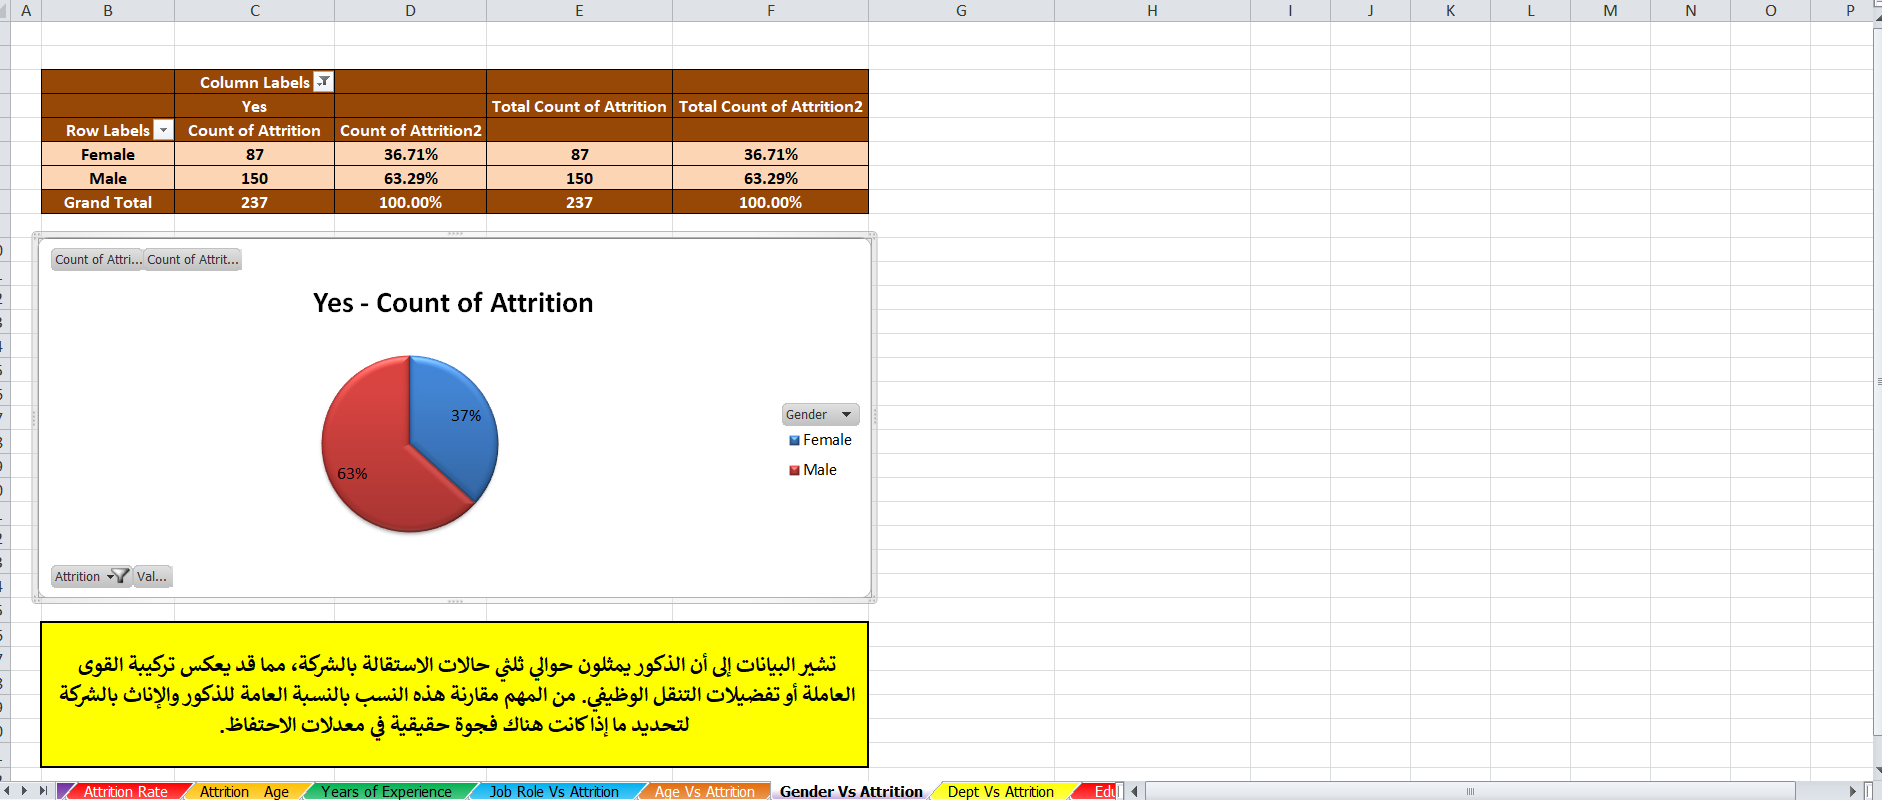 A B C D E F G H I J K L M N O P
Column Labels
Yes Total Count of Attrition Total Count of Attrition2
Row Labels Count of Attrition Count of Attrition2
Female 87 36.71% 87 36.71%
Male 150 63.29% 150 63.29%
Grand Total 237 100.00% 237 100.00%
Count of Attri... Count of Attrit...
Yes - Count of Attrition
37%
63%
Gender
Female
Male
Attrition Val...
تشير البيانات إلى أن الذكور يمثلون حوالي ثلثي حالات الاستقالة بالشركة، مما قد يعكس تركيبة القوى
العاملة أو تفضيلات التنقل الوظيفي. من المهم مقارنة هذه النسب بالنسبة العامة للذكور والإناث بالشركة
لتحديد ما إذا كانت هناك فجوة حقيقية في معدلات الاحتفاظ.
Attrition Rate Attrition Age Years of Experience Job Role Vs Attrition Age Vs Attrition Gender Vs Attrition Dept Vs Attrition